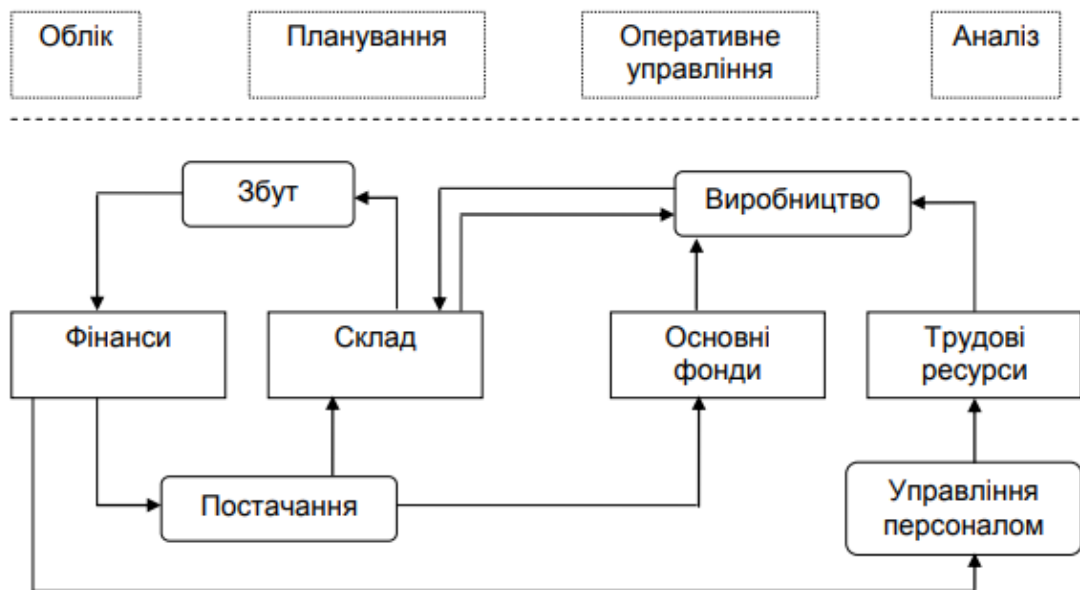 Облік
Планування
Оперативне
управління
Аналіз
Збут
Виробництво
Фінанси
Склад
Основні
фонди
Трудові
ресурси
Постачання
Управління
персоналом